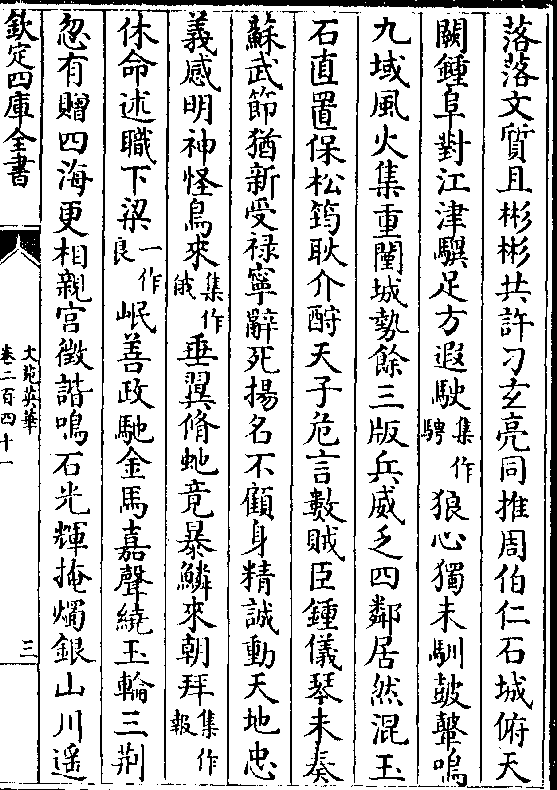 落落文質且彬彬共許刁玄亮同推周伯仁石城俯天
闕鍾阜對江津驥足方遐駛集作騁狼心獨未馴鼓鼙鳴
九域風火集重闉城勢餘三版兵威乏四鄰居然混玉
石直置保松筠耿介酧天子危言數賊臣鍾儀琴未奏
蘇武節猶新受禄寧辭死揚名不顧身精誠動天地忠
義感明神怪鳥來集作俄垂翼脩虵竟暴鱗來朝拜集作報
休命述職下梁一作良岷善政馳金馬嘉聲繞玉輪三荆
忽有贈四海更相親宮徵諧鳴石光輝掩燭銀山川遥
欽定四庫全書
文苑英華
卷二百四十一
三